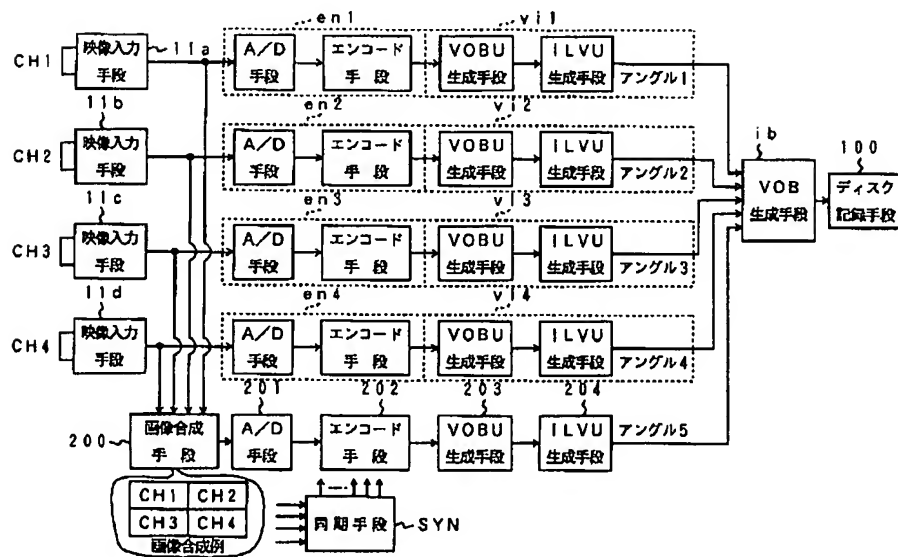 en1
vi1
11a
CH1
映像入力
手段
A/D
手段
エンコード
手段
VOBU
生成手段
ILVU
生成手段
アングル1
11b
en2
vi2
CH2
映像入力
手段
A/D
手段
エンコード
手段
VOBU
生成手段
ILVU
生成手段
アングル2
ib
100
VOB
生成手段
ディスク
記録手段
11c
en3
vi3
CH3
映像入力
手段
A/D
手段
エンコード
手段
VOBU
生成手段
ILVU
生成手段
アングル3
11d
en4
vi4
CH4
映像入力
手段
A/D
手段
エンコード
手段
VOBU
生成手段
ILVU
生成手段
アングル4
201
202
203
204
200
画像合成
手段
A/D
手段
エンコード
手段
VOBU
生成手段
ILVU
生成手段
アングル5
CH1 CH2
CH3 CH4
画像合成例
同期手段
SYN